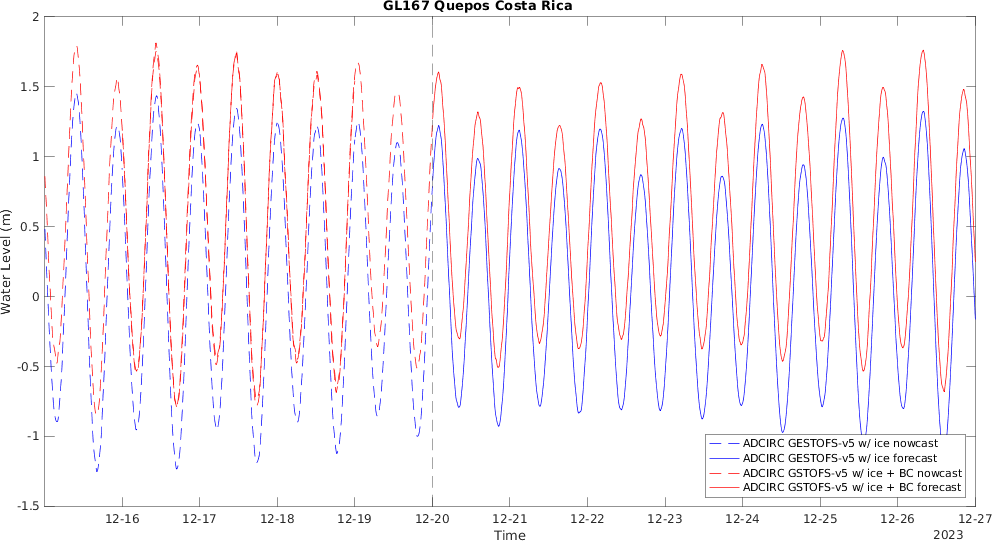 GL167 Quepos Costa Rica
2
1.5
1
0.5
0
-0.5
-1
-1.5
Water Level (m)
ADCIRC GESTOFS-v5 w/ ice nowcast
ADCIRC GESTOFS-v5 w/ ice forecast
ADCIRC GSTOFS-v5 w/ ice + BC nowcast
ADCIRC GSTOFS-v5 w/ ice + BC forecast
12-16 12-17 12-18 12-19 12-20 12-21 12-22 12-23 12-24 12-25 12-26 12-27
Time
2023